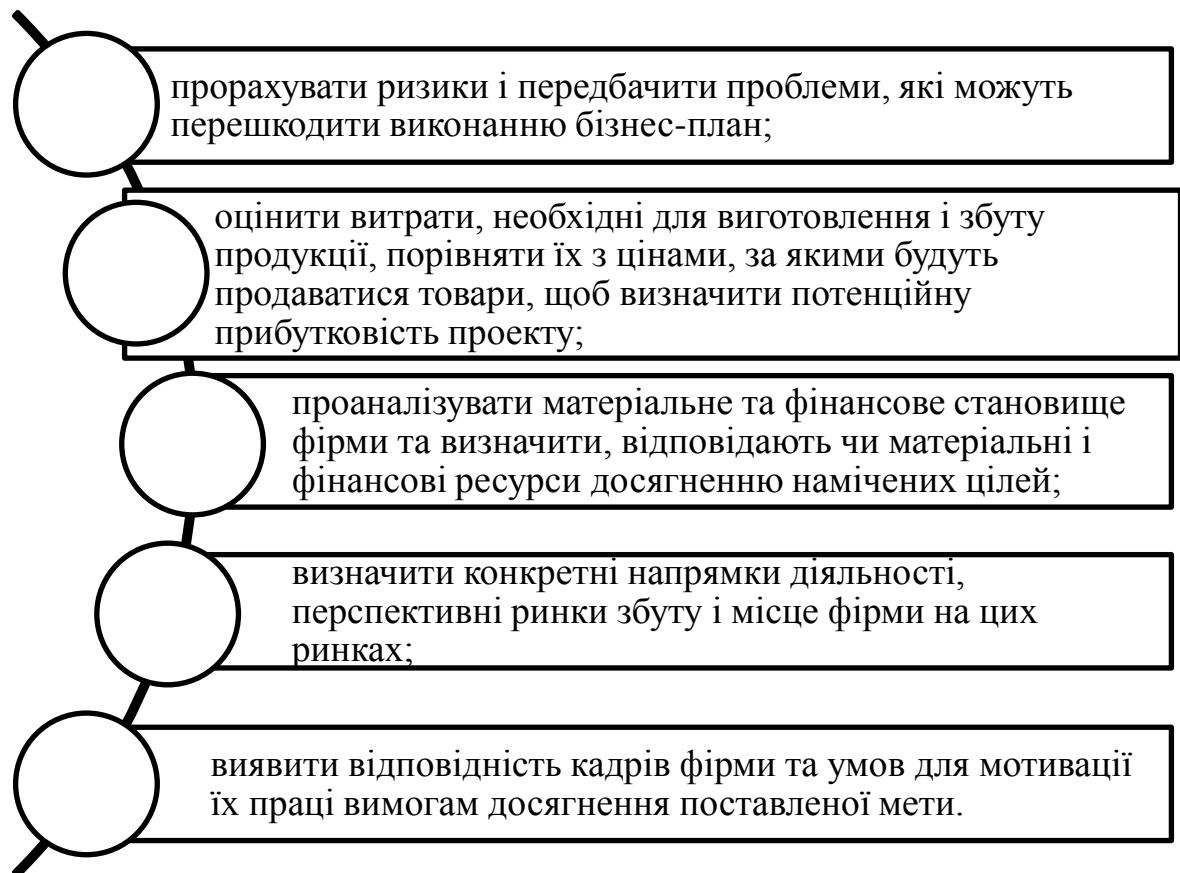 прорахувати ризики і передбачити проблеми, які можуть
перешкодити виконанню бізнес-план;
оцінити витрати, необхідні для виготовлення і збуту
продукції, порівняти їх з цінами, за якими будуть
продаватися товари, щоб визначити потенційну
прибутковість проекту;
проаналізувати матеріальне та фінансове становище
фірми та визначити, відповідають чи матеріальні і
фінансові ресурси досягненню намічених цілей;
визначити конкретні напрямки діяльності,
перспективні ринки збуту і місце фірми на цих
ринках;
виявити відповідність кадрів фірми та умов для мотивації
їх праці вимогам досягнення поставленої мети.